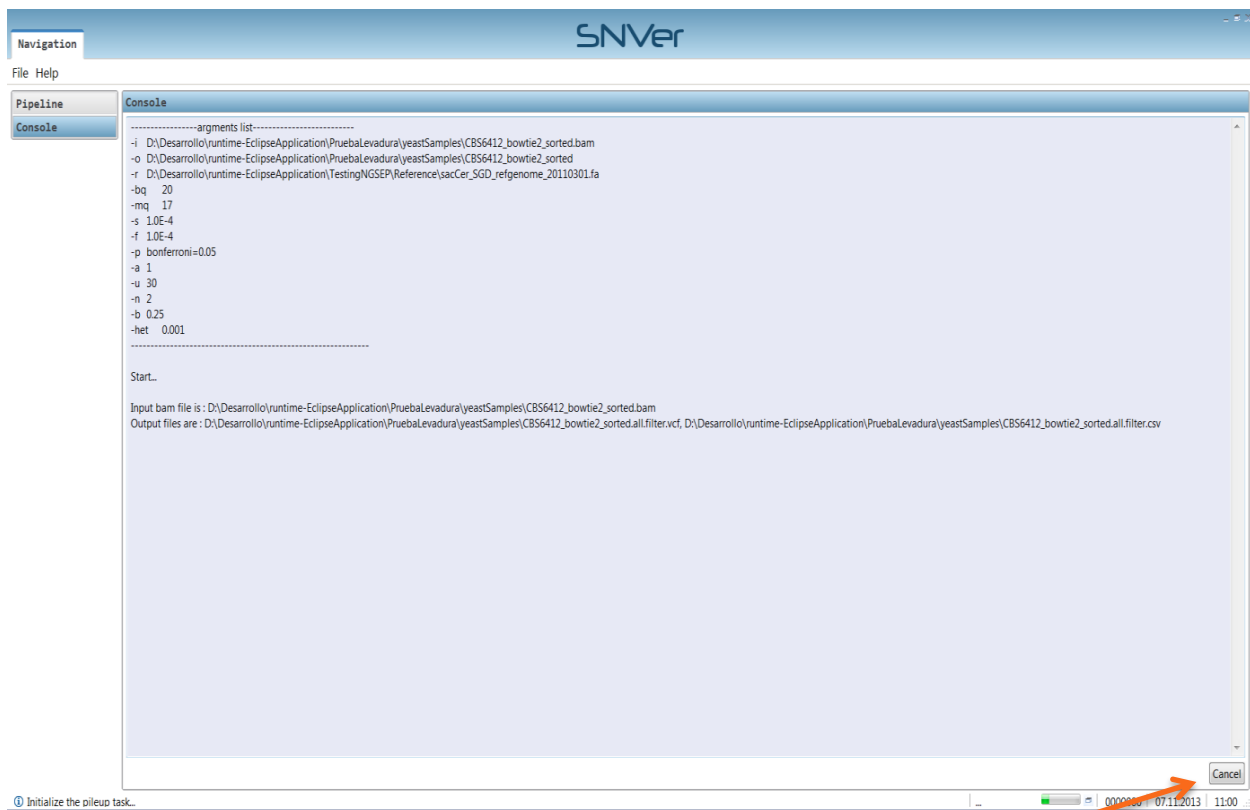 SNVer
Navigation
File Help
Pipeline
Console
Console
-----------------argments list--------------------------
-i D:\Desarrollo\runtime-EclipseApplication\PruebaLevadura\yeastSamples\CBS6412_bowtie2_sorted.bam
-o D:\Desarrollo\runtime-EclipseApplication\PruebaLevadura\yeastSamples\CBS6412_bowtie2_sorted
-r D:\Desarrollo\runtime-EclipseApplication\TestingNGSEP\Reference\sacCer_SGD_refgenome_20110301.fa
-bq 20
-mq 17
-s 1.0E-4
-f 1.0E-4
-p bonferroni=0.05
-a 1
-u 30
-n 2
-b 0.25
-het 0.001
-------------------------------------------------------------
Start...
Input bam file is : D:\Desarrollo\runtime-EclipseApplication\PruebaLevadura\yeastSamples\CBS6412_bowtie2_sorted.bam
Output files are : D:\Desarrollo\runtime-EclipseApplication\PruebaLevadura\yeastSamples\CBS6412_bowtie2_sorted.all.filter.vcf, D:\Desarrollo\runtime-EclipseApplication\PruebaLevadura\yeastSamples\CBS6412_bowtie2_sorted.all.filter.csv
Cancel
Initialize the pileup task... ... 07.11.2013 11:00